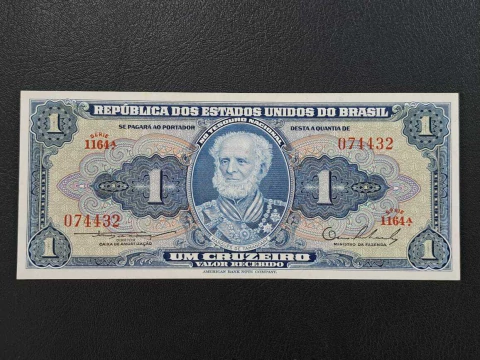 REPÚBLICA DOS ESTADOS UNIDOS DO BRASIL
1
SE PAGARÁ AO PORTADOR
NO TESOURO NACIONAL
DESTA A QUANTIA DE
1
SÉRIE
1164A
074432
1
1
074432
SÉRIE
1164A
CAIXA DE AMORTIZAÇÃO
MINISTRO DA FAZENDA
1
UM CRUZEIRO
1
VALOR RECEBIDO
AMERICAN BANK NOTE COMPANY.